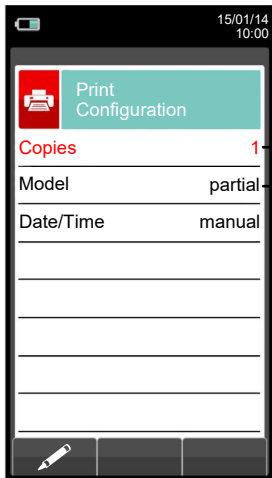 15/01/14
10:00
Print
Configuration
Copies 1
Model partial
Date/Time manual